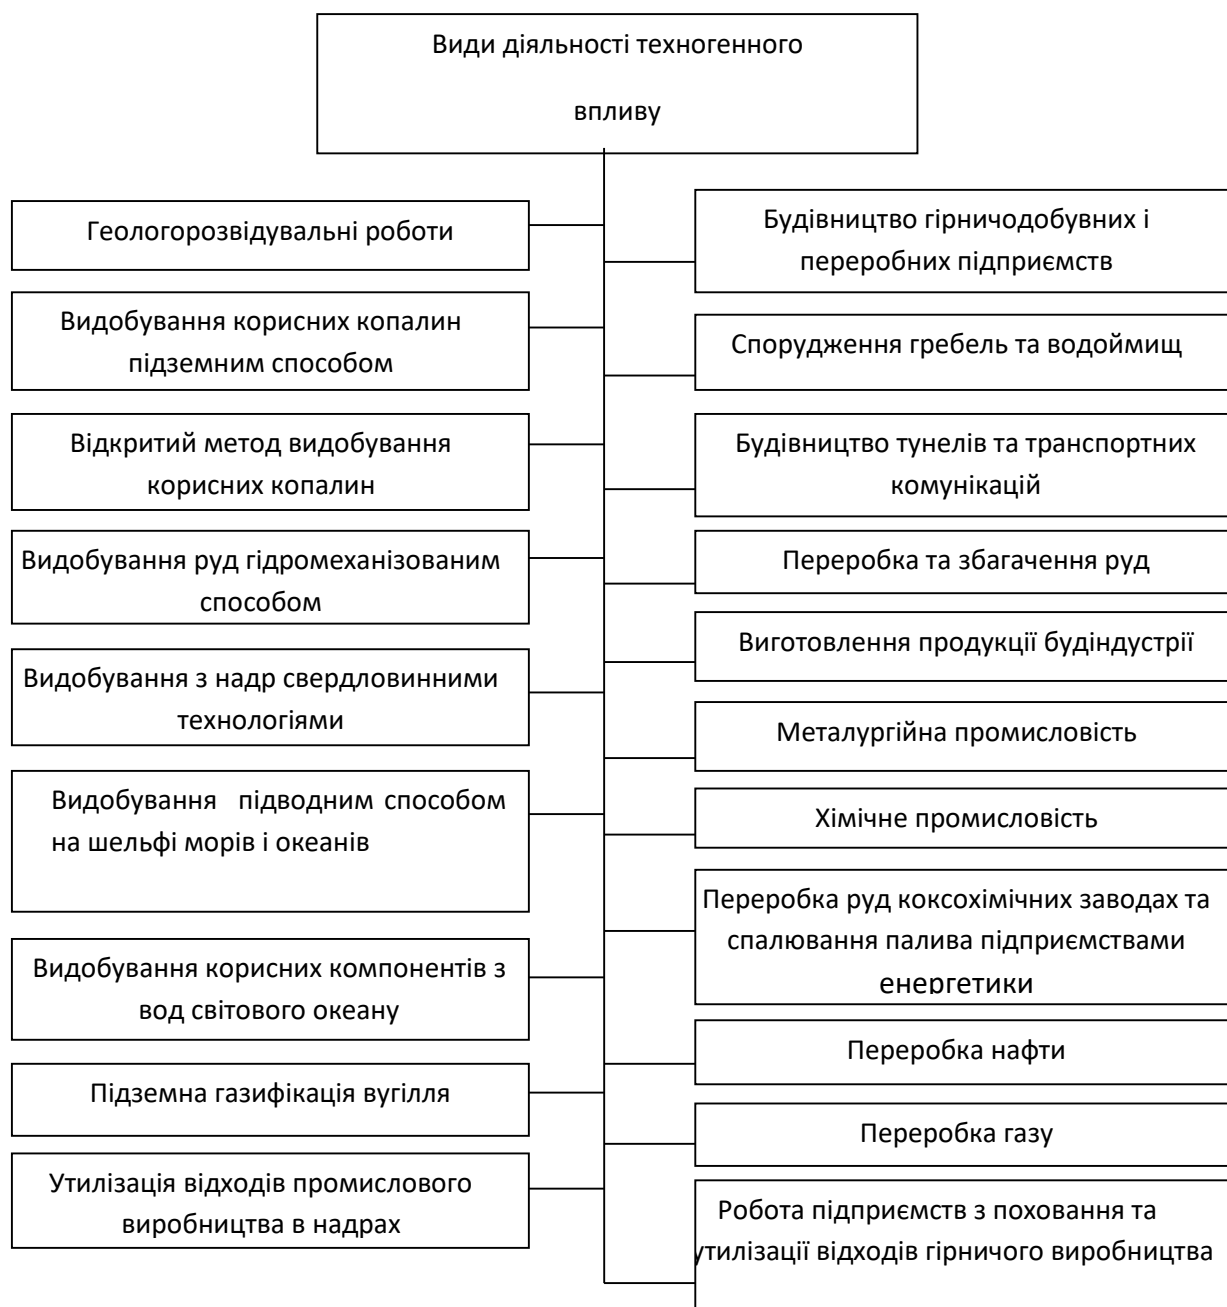 Види діяльності техногенного
впливу
Геологорозвідувальні роботи
Видобування корисних копалин
підземним способом
Відкритий метод видобування
корисних копалин
Видобування руд гідромеханізованим
способом
Видобування з надр свердловинними
технологіями
Видобування підводним способом
на шельфі морів і океанів
Видобування корисних компонентів з
вод світового океану
Підземна газифікація вугілля
Утилізація відходів промислового
виробництва в надрах
Будівництво гірничодобувних і
переробних підприємств
Спорудження гребель та водоймищ
Будівництво тунелів та транспортних
комунікацій
Переробка та збагачення руд
Виготовлення продукції будіндустрії
Металургійна промисловість
Хімічне промисловість
Переробка руд коксохімічних заводах та
спалювання палива підприємствами
енергетики
Переробка нафти
Переробка газу
Робота підприємств з поховання та
утилізації відходів гірничого виробництва